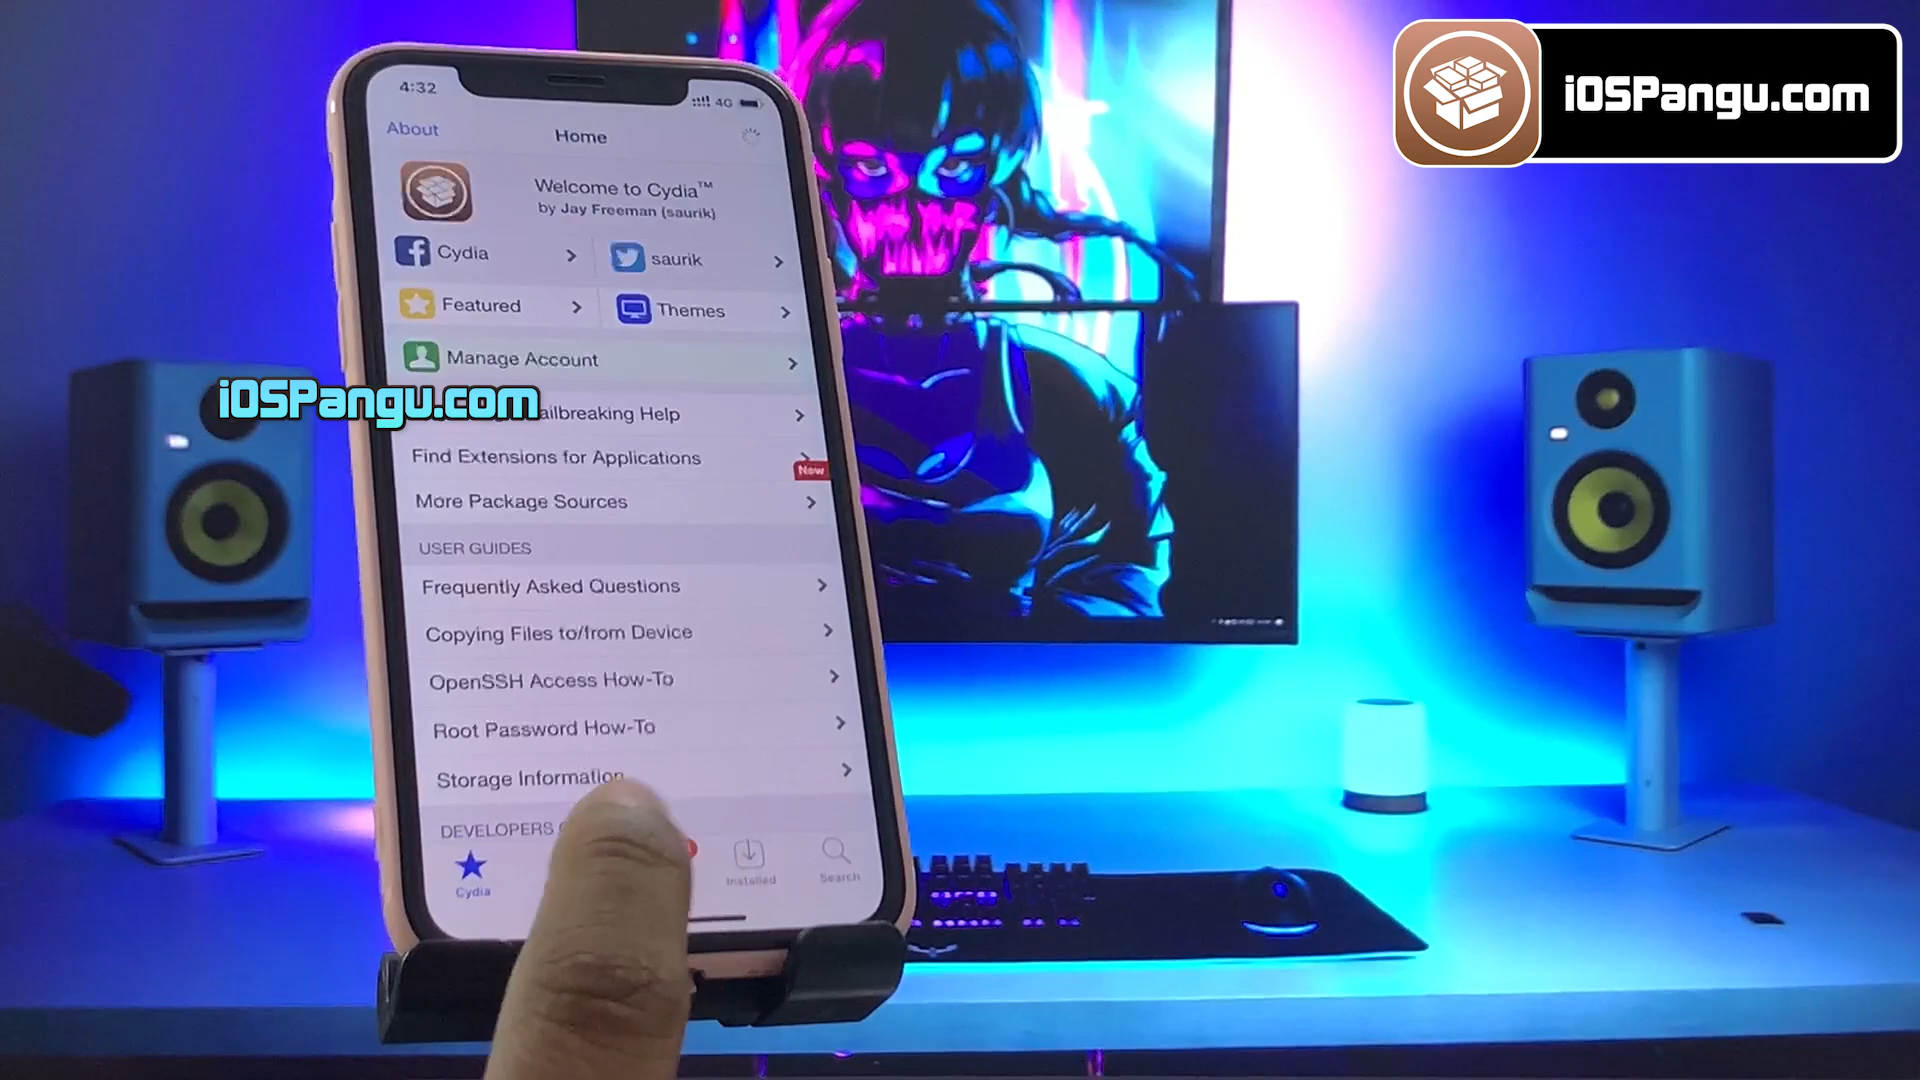 iOSPangu.com
4:32
4G
About
Home
Welcome to Cydia™
by Jay Freeman (saurik)
Cydia
saurik
Featured
Themes
Manage Account
iOSPangu.com
ailbreaking Help
Find Extensions for Applications
New
More Package Sources
USER GUIDES
Frequently Asked Questions
Copying Files to/from Device
OpenSSH Access How-To
Root Password How-To
Storage Information
DEVELOPERS
Cydia
Installed
Search